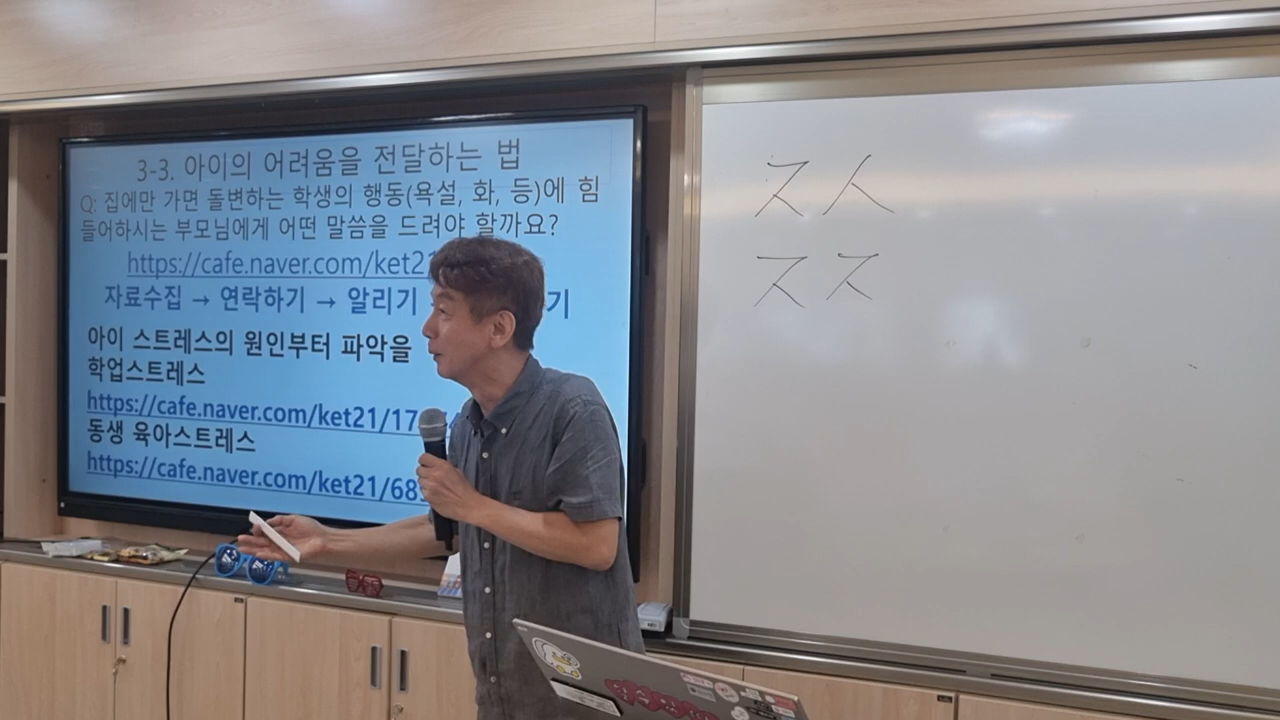 3-3. 아이의 어려움을 전달하는 법
Q: 집에만 가면 돌변하는 학생의 행동(욕설, 화, 등)에 힘
들어하시는 부모님에게 어떤 말씀을 드려야 할까요?
https://cafe.naver.com/ket21
자료수집 → 연락하기 → 알리기
아이 스트레스의 원인부터 파악을
학업스트레스
https://cafe.naver.com/ket21/17
동생 육아스트레스
https://cafe.naver.com/ket21/68
ㅈㅅ
ㅈㅈ